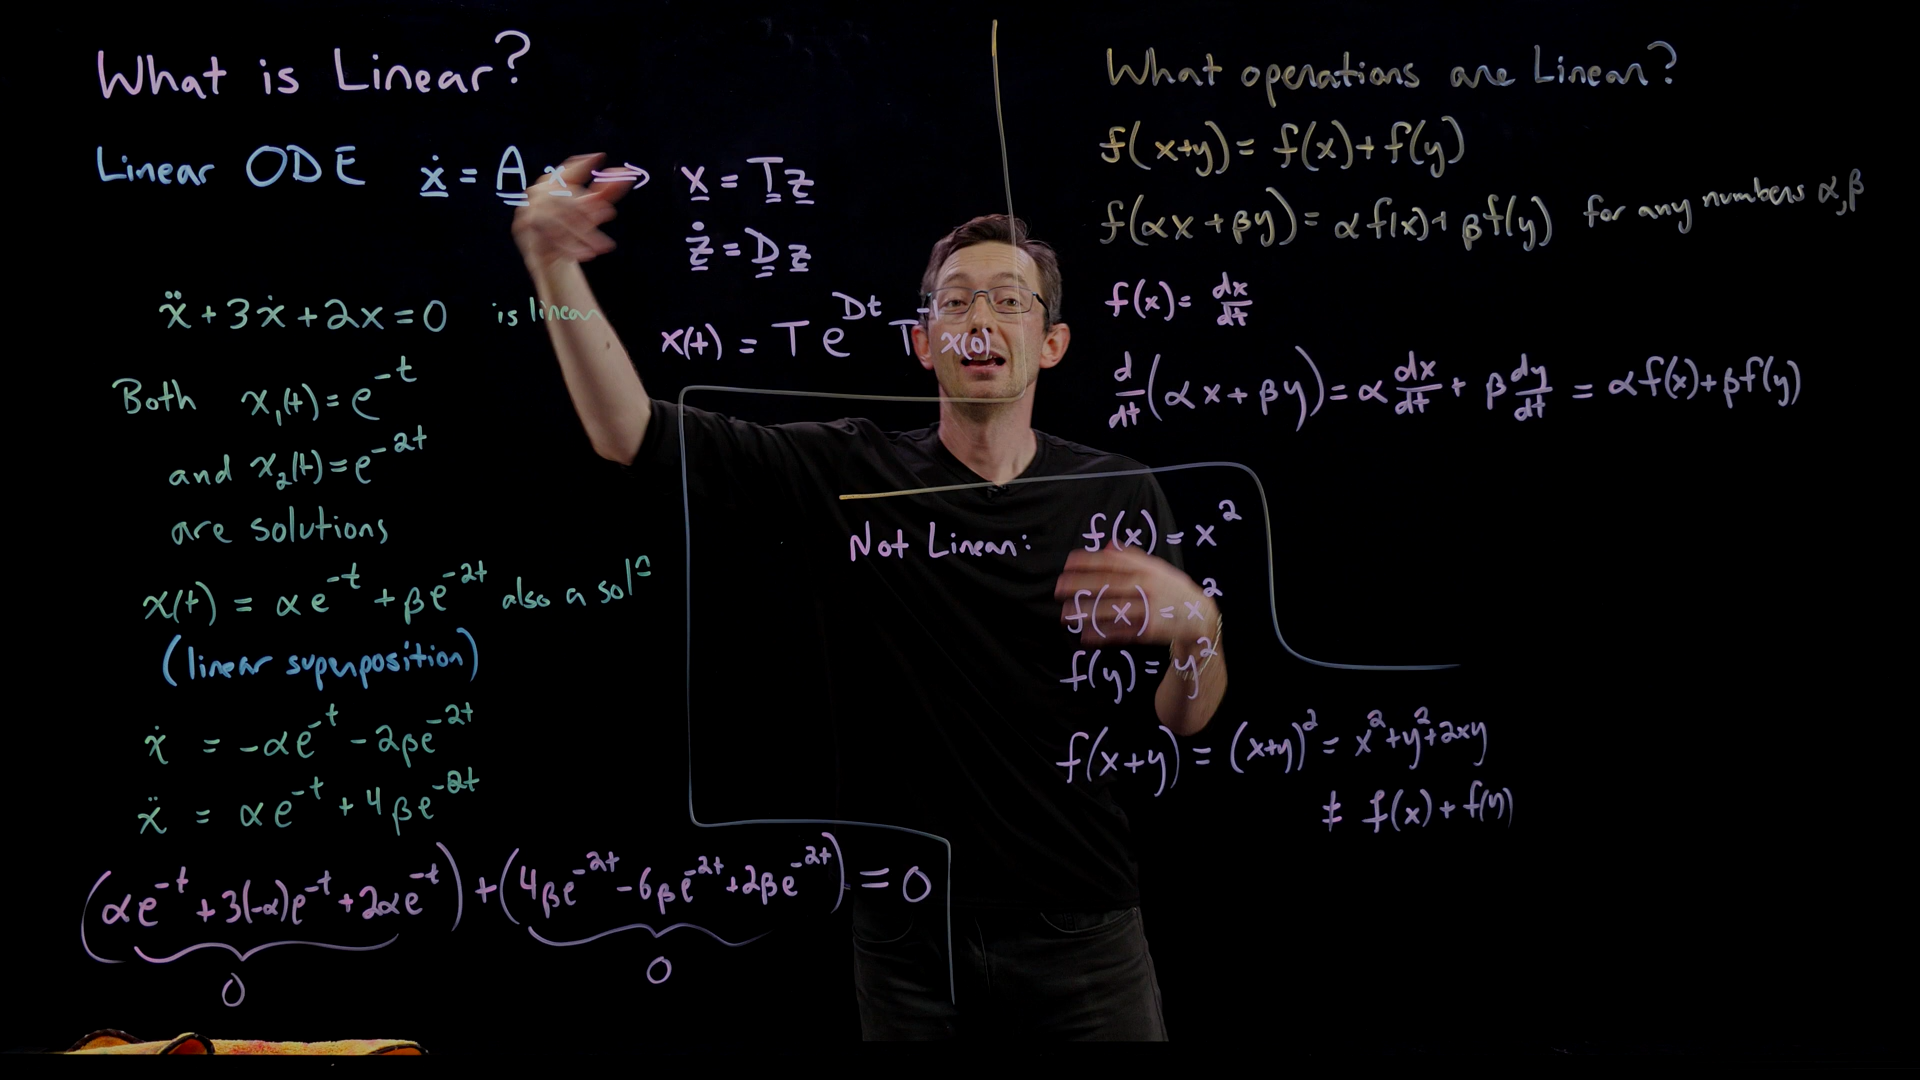 What is Linear?
Linear ODE ẋ = A x ⇒ x = T z
ż = D z
x(t) = T e^{Dt} T^{-1} x(0)
ẍ + 3ẋ + 2x = 0 is linear
Both x₁(t) = e^{-t}
and x₂(t) = e^{-2t}
are solutions
x(t) = αe^{-t} + βe^{-2t} also a solⁿ
(linear superposition)
ẋ = -αe^{-t} - 2βe^{-2t}
ẍ = αe^{-t} + 4βe^{-2t}
(αe^{-t} + 3(-α)e^{-t} + 2αe^{-t}) + (4βe^{-2t} - 6βe^{-2t} + 2βe^{-2t}) = 0
0 0
What operations are Linear?
f(x+y) = f(x) + f(y)
f(αx + βy) = αf(x) + βf(y) for any numbers α, β
f(x) = dx/dt
d/dt(αx + βy) = α dx/dt + β dy/dt = αf(x) + βf(y)
Not Linear: f(x) = x²
f(x) = x²
f(y) = y²
f(x+y) = (x+y)² = x² + y² + 2xy
≠ f(x) + f(y)